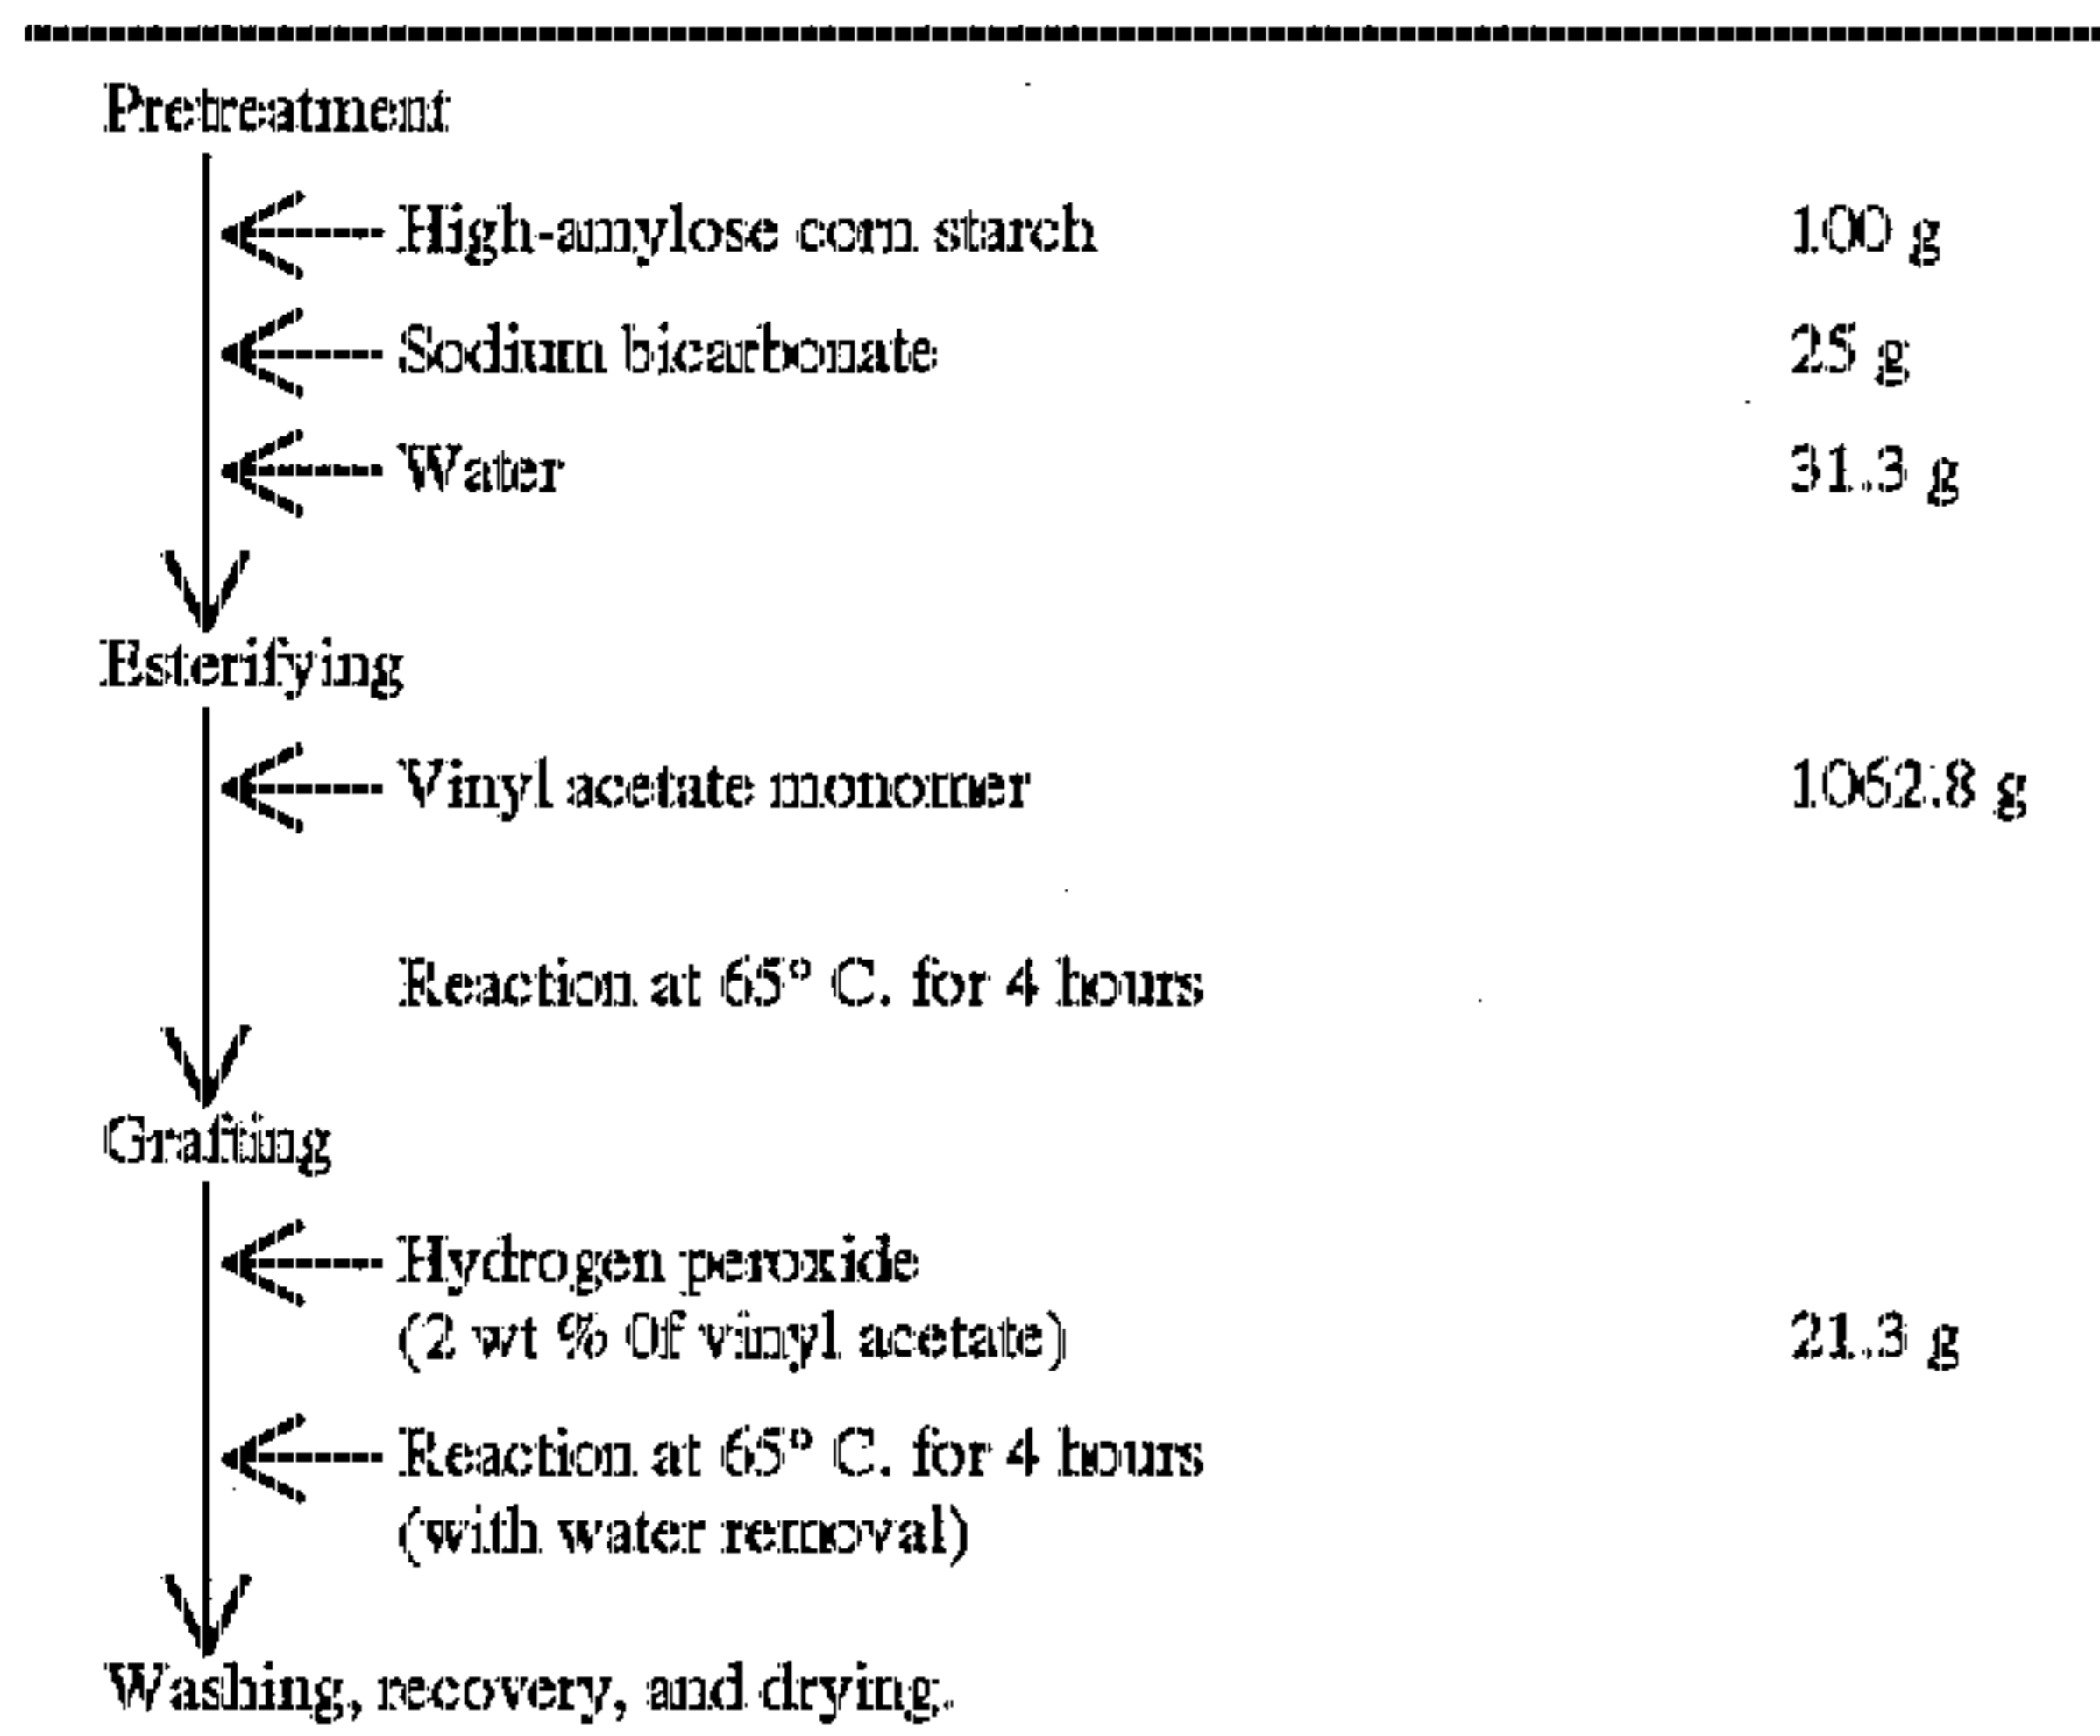 Pretreatment
High-amylose corn starch 100 g
Sodium bicarbonate 25 g
Water 31.3 g
Esterifying
Vinyl acetate monomer 1062.8 g
Reaction at 65° C. for 4 hours
Grafting
Hydrogen peroxide
(2 wt % 0f vinyl acetate) 21.3 g
Reaction at 65° C. for 4 hours
(with water removal)
Washing, recovery, and drying.